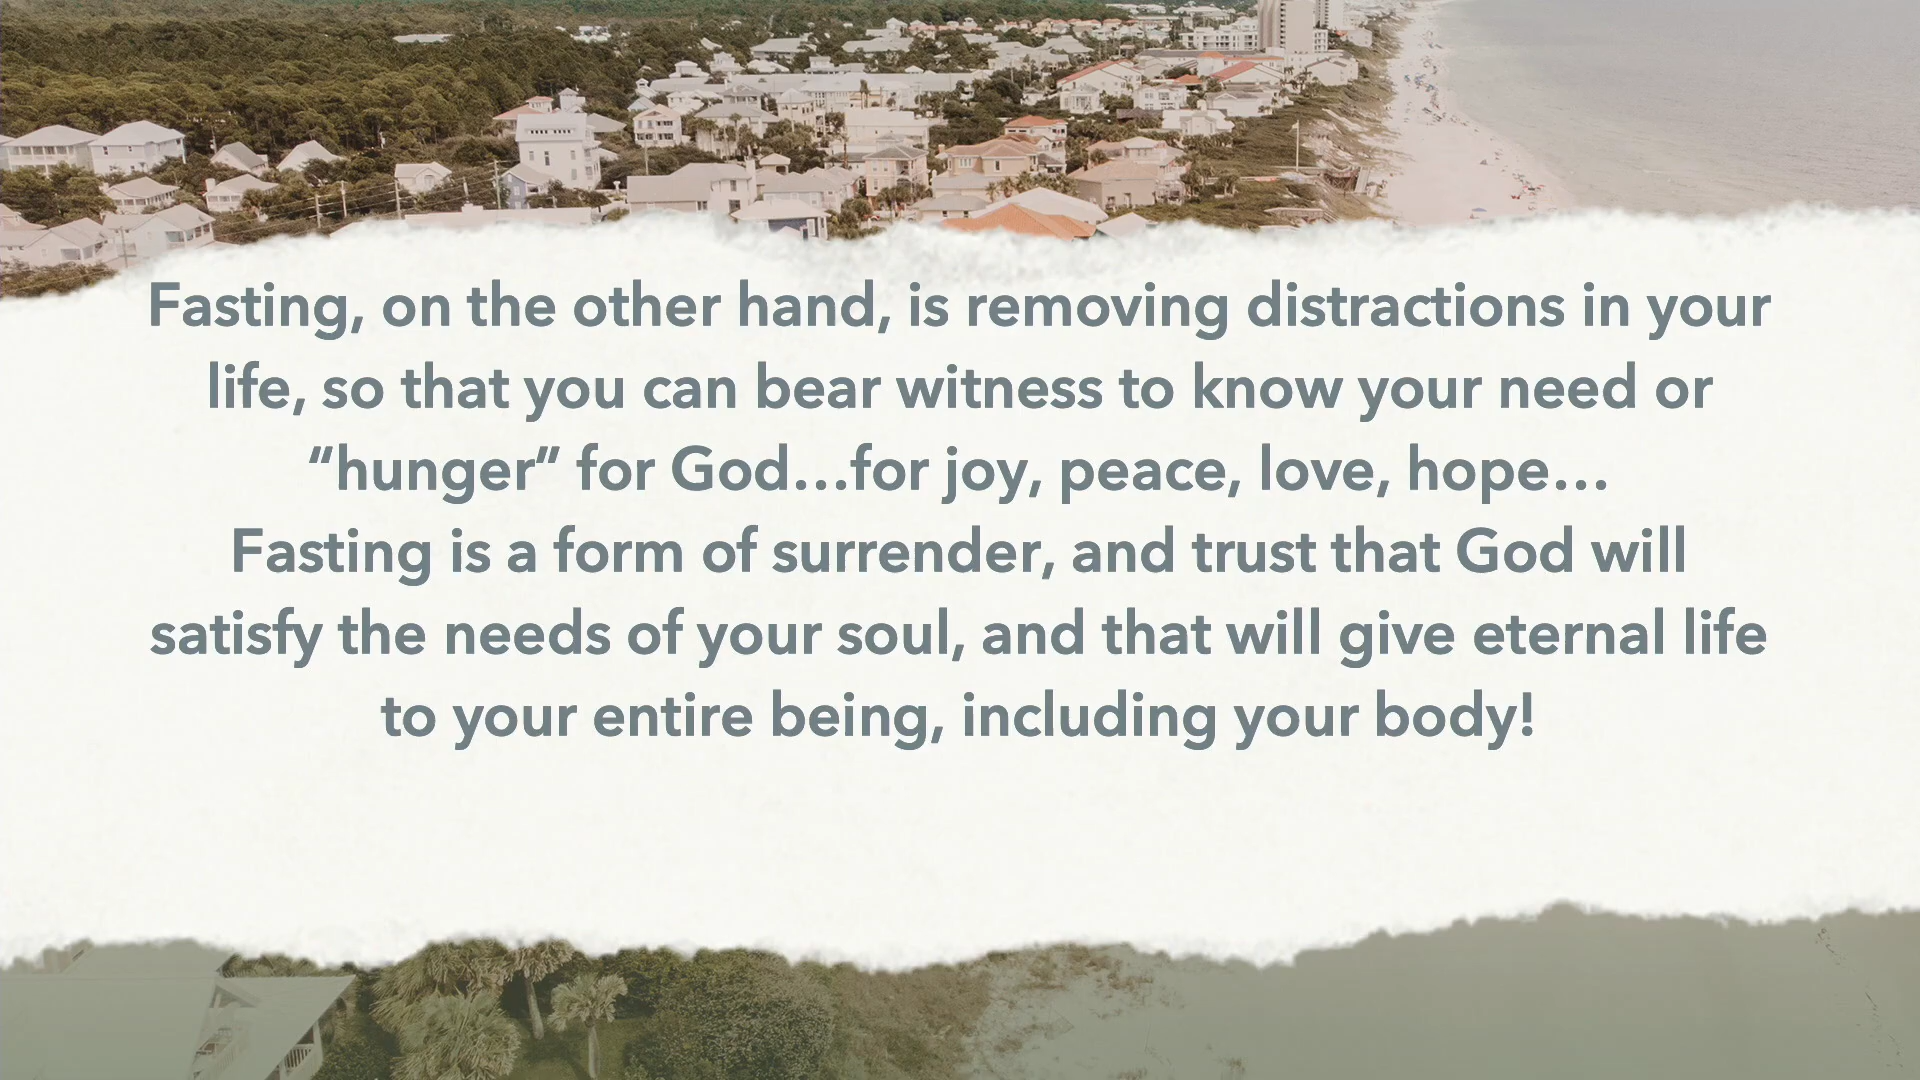 Fasting, on the other hand, is removing distractions in your
life, so that you can bear witness to know your need or
“hunger” for God…for joy, peace, love, hope…
Fasting is a form of surrender, and trust that God will
satisfy the needs of your soul, and that will give eternal life
to your entire being, including your body!